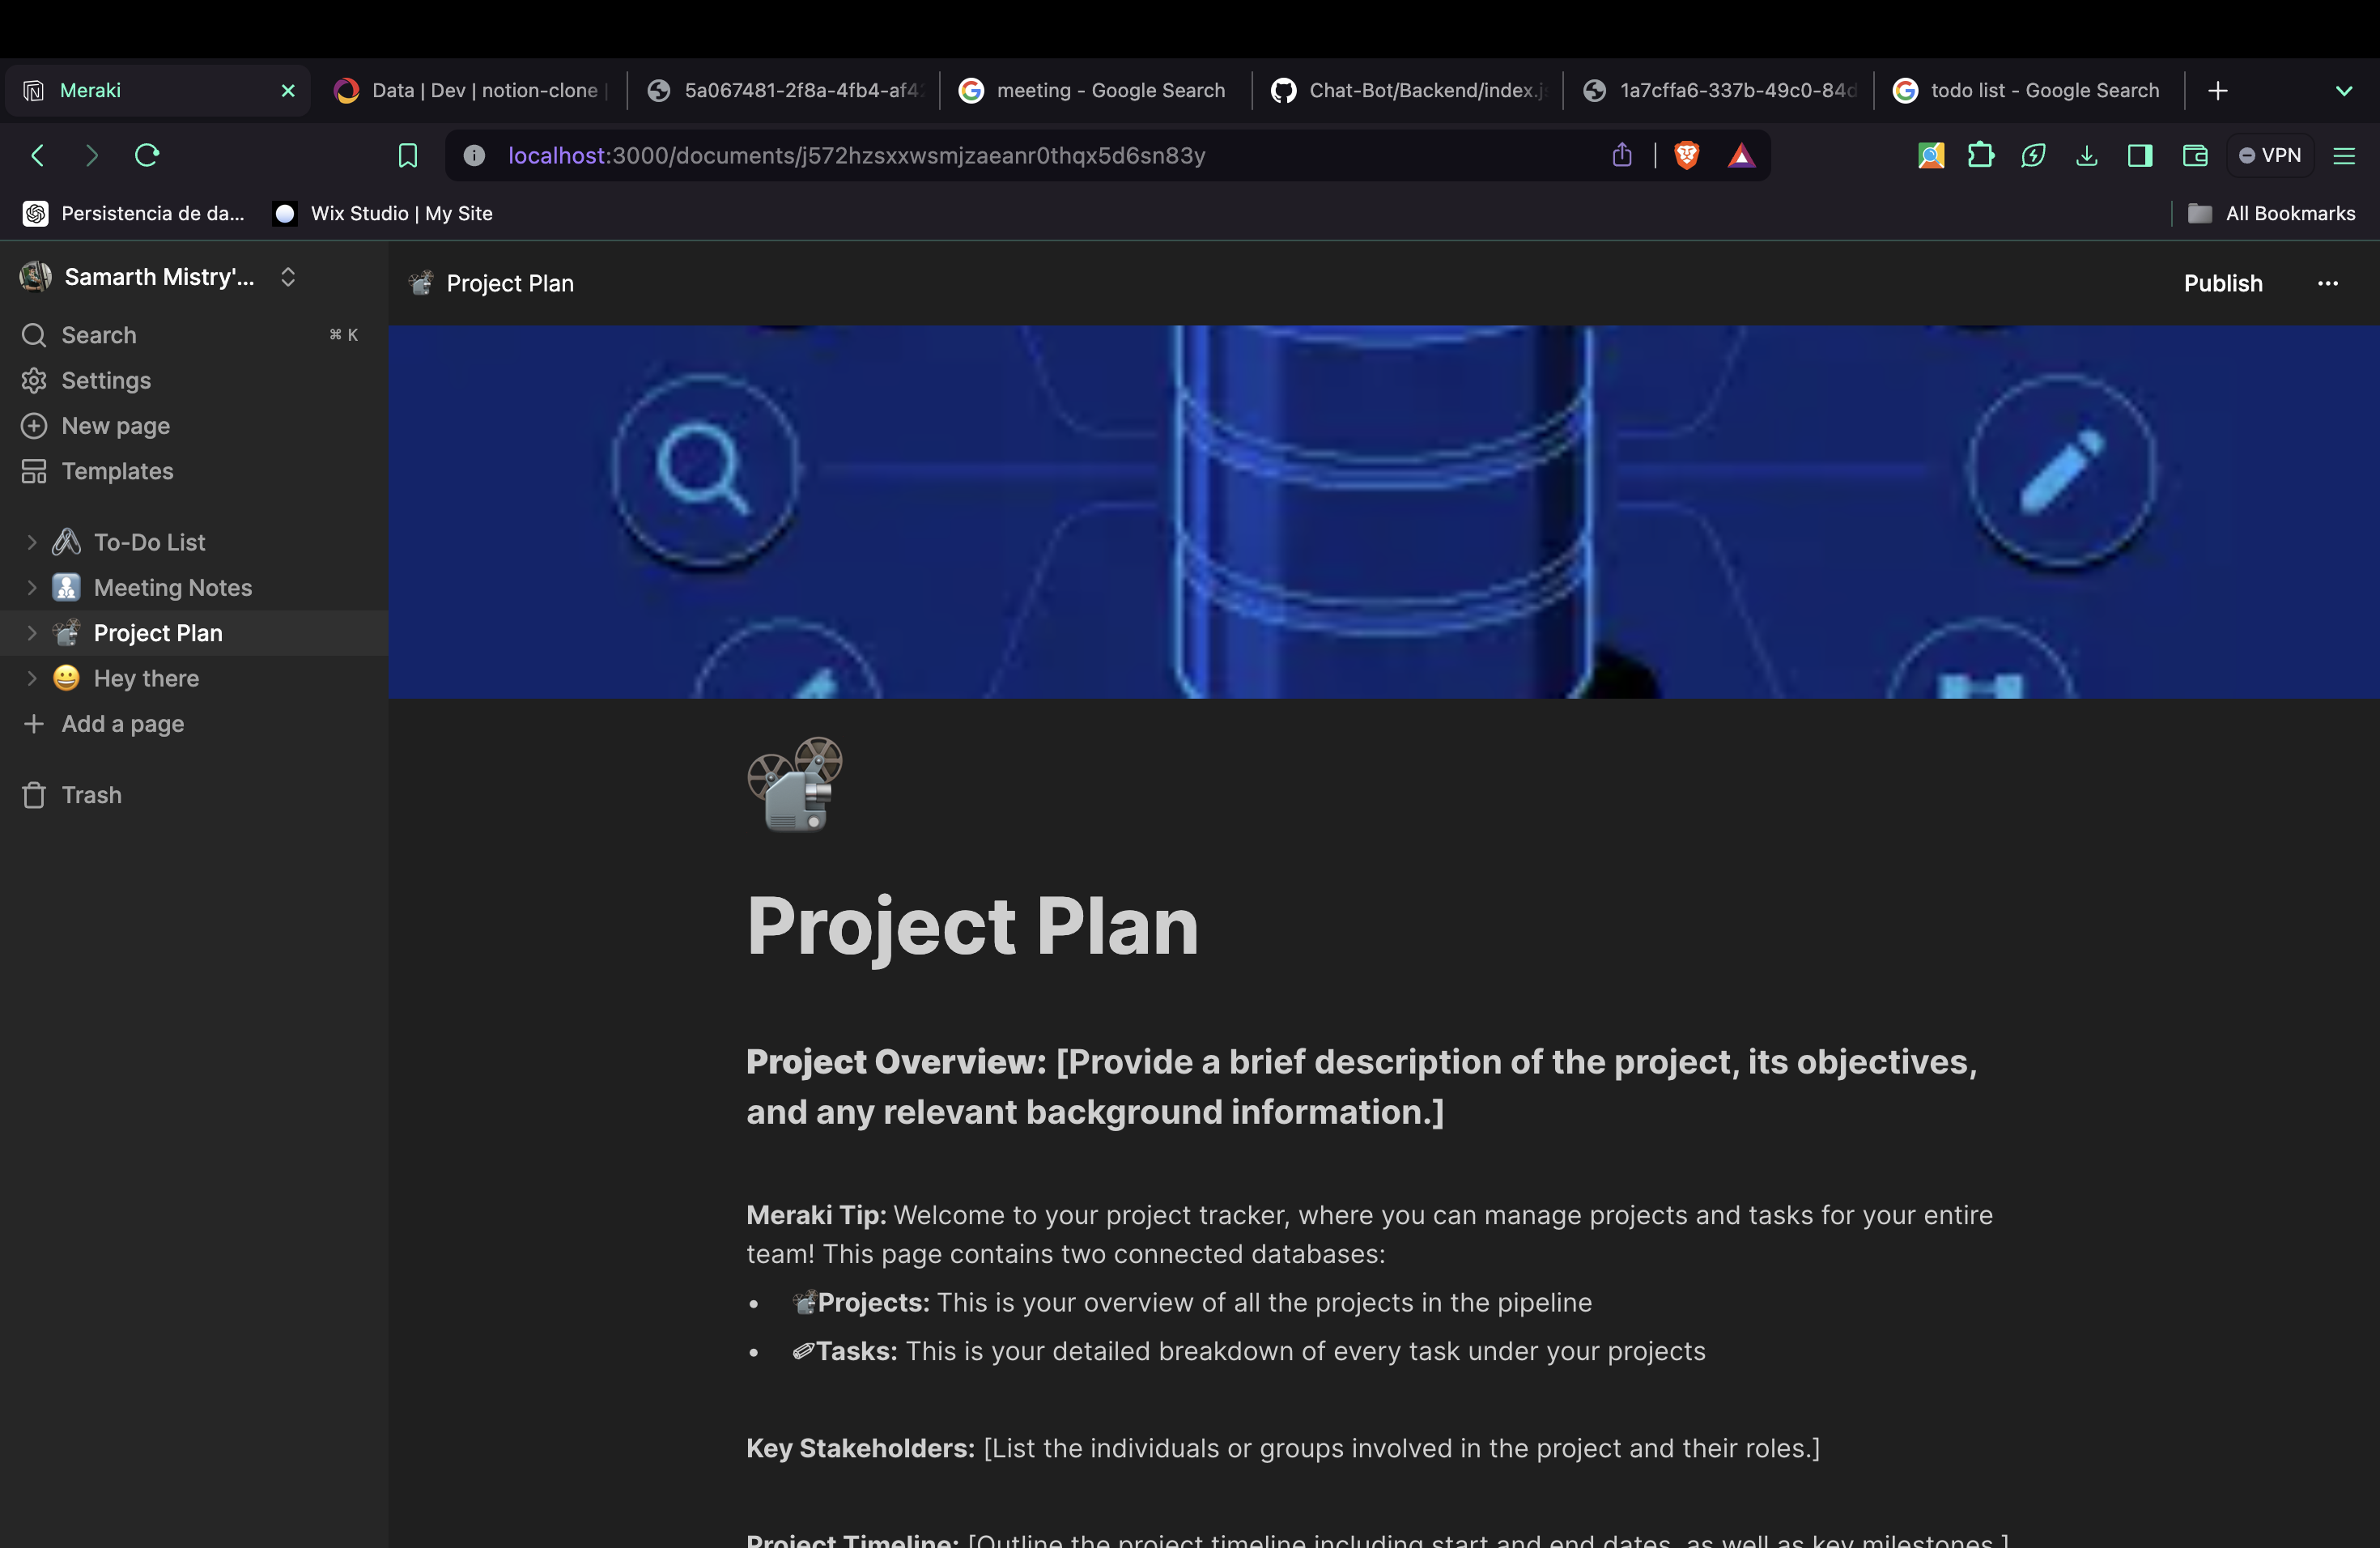 Meraki
Data | Dev | notion-clone |
5a067481-2f8a-4fb4-af4
meeting - Google Search
Chat-Bot/Backend/index.js
1a7cffa6-337b-49c0-84d
todo list - Google Search
localhost:3000/documents/j572hzsxxwsmjzaeanr0thqx5d6sn83y
VPN
Persistencia de da...
Wix Studio | My Site
All Bookmarks
Samarth Mistry'...
Search
⌘ K
Settings
New page
Templates
To-Do List
Meeting Notes
Project Plan
Hey there
Add a page
Trash
Project Plan
Publish
Project Plan
Project Overview: [Provide a brief description of the project, its objectives,
and any relevant background information.]
Meraki Tip: Welcome to your project tracker, where you can manage projects and tasks for your entire
team! This page contains two connected databases:
• 📽Projects: This is your overview of all the projects in the pipeline
• ✏Tasks: This is your detailed breakdown of every task under your projects
Key Stakeholders: [List the individuals or groups involved in the project and their roles.]
Project Timeline: [Outline the project timeline including start and end dates, as well as key milestones.]